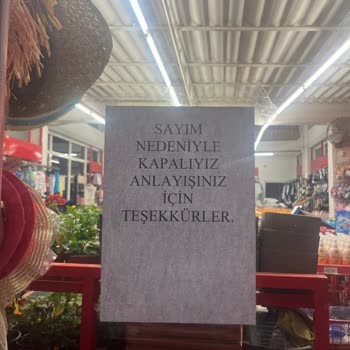 SAYIM
NEDENİYLE
KAPALIYIZ
ANLAYIŞINIZ
İÇİN
TEŞEKKÜRLER.